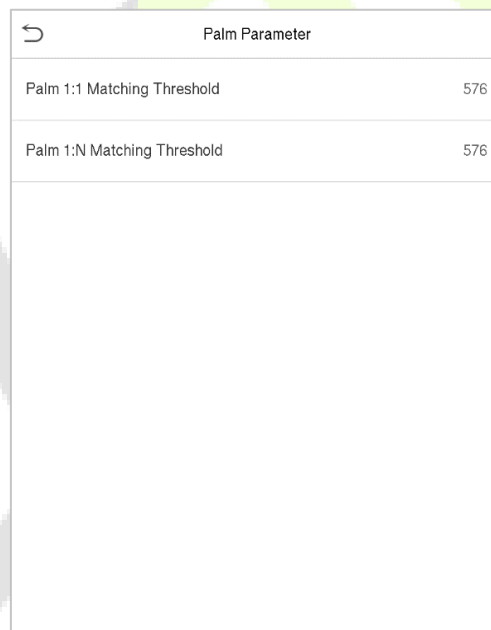 Palm Parameter
Palm 1:1 Matching Threshold 576
Palm 1:N Matching Threshold 576